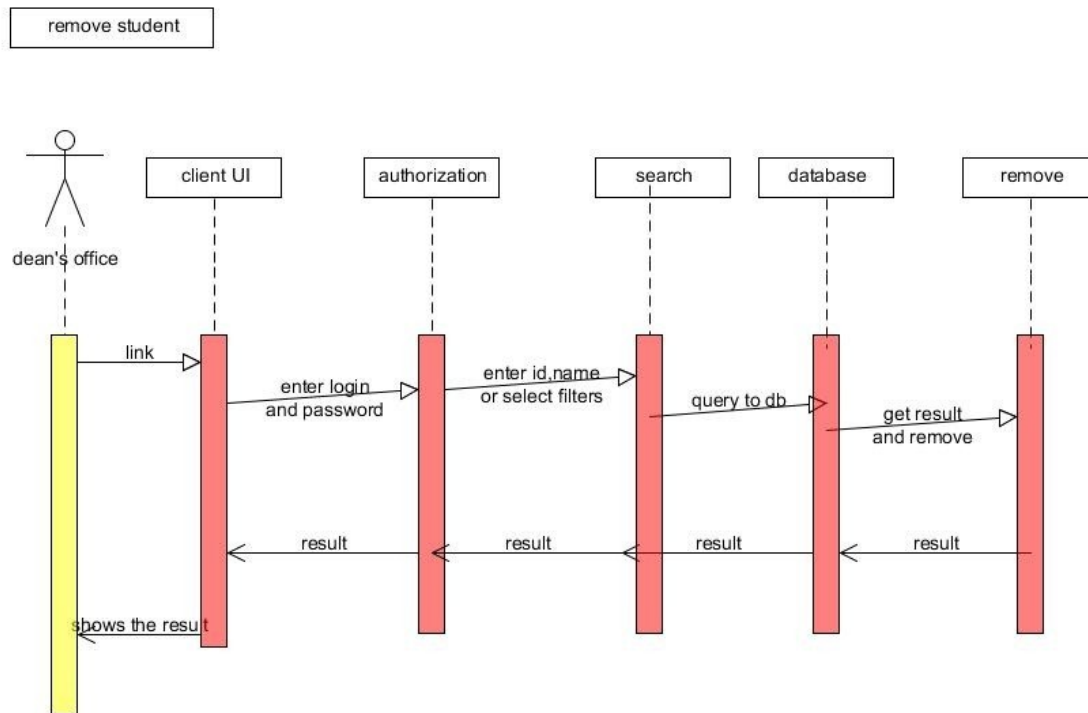 remove student
client UI
authorization
search
database
remove
dean's office
link
enter login
and password
enter id,name
or select filters
query to db
get result
and remove
result
result
result
result
shows the result